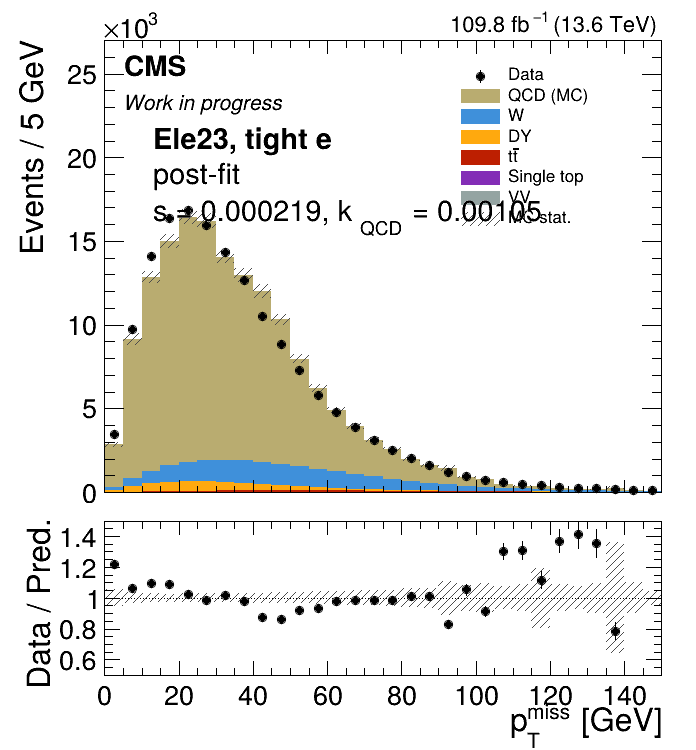 ×10³
109.8 fb⁻¹ (13.6 TeV)
CMS
Work in progress
Ele23, tight e
post-fit
s = 0.000219, k QCD = 0.00105
Data
QCD (MC)
W
DY
tt̄
Single top
VV
MC stat.
Events / 5 GeV
25
20
15
10
5
0
Data / Pred.
1.4
1.2
1
0.8
0.6
0 20 40 60 80 100 120 140
p_T^miss [GeV]